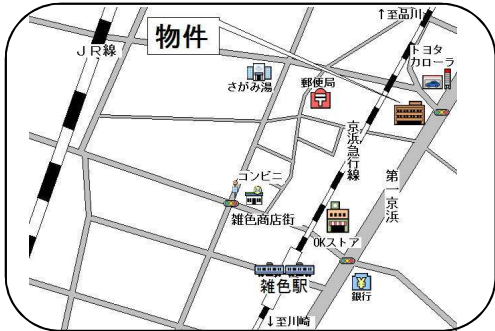 ↑至品川
物件
JR線
トヨタ
カローラ
さがみ湯
郵便局
京浜急行線
第一京浜
コンビニ
雑色商店街
OKストア
雑色駅
銀行
↓至川崎